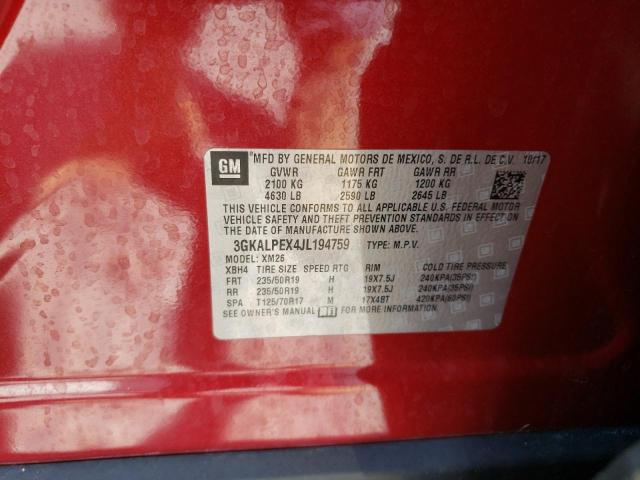 GM MFD BY GENERAL MOTORS DE MEXICO, S. DE R.L. DE C.V. 10/17
GVWR GAWR FRT GAWR RR
2100 KG 1175 KG 1200 KG
4630 LB 2590 LB 2645 LB
THIS VEHICLE CONFORMS TO ALL APPLICABLE U.S. FEDERAL MOTOR
VEHICLE SAFETY AND THEFT PREVENTION STANDARDS IN EFFECT ON
THE DATE OF MANUFACTURE SHOWN ABOVE.
3GKALPEX4JL194759 TYPE: M.P.V.
MODEL: XM26
XBH4 TIRE SIZE SPEED RTG RIM COLD TIRE PRESSURE
FRT 235/50R19 H 19X7.5J 240KPA(35PSI)
RR 235/50R19 H 19X7.5J 240KPA(35PSI)
SPA T125/70R17 M 17X4BT 420KPA(60PSI)
SEE OWNER'S MANUAL FOR MORE INFORMATION.